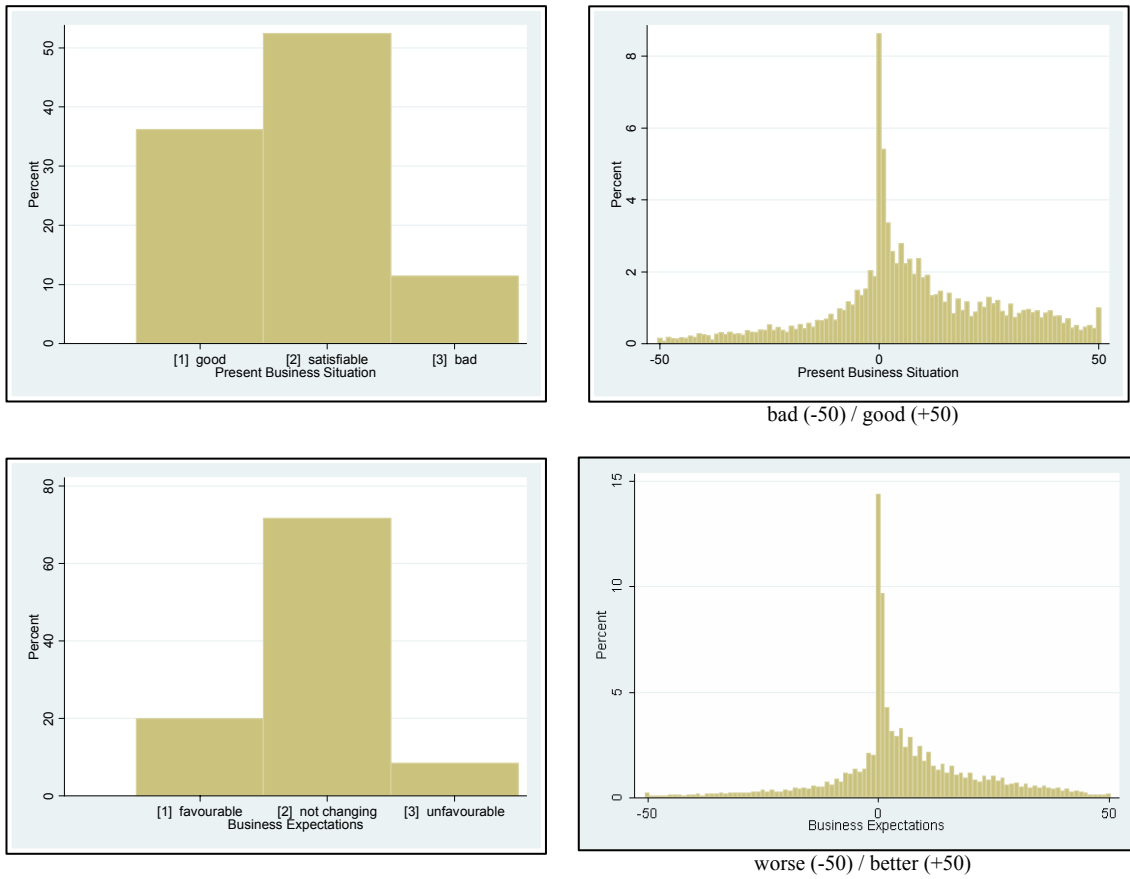 Percent
50
40
30
20
10
0
[1] good
[2] satisfiable
[3] bad
Present Business Situation
Percent
8
6
4
2
0
-50
0
50
Present Business Situation
bad (-50) / good (+50)
Percent
80
60
40
20
0
[1] favourable
[2] not changing
[3] unfavourable
Business Expectations
Percent
15
10
5
0
-50
0
50
Business Expectations
worse (-50) / better (+50)